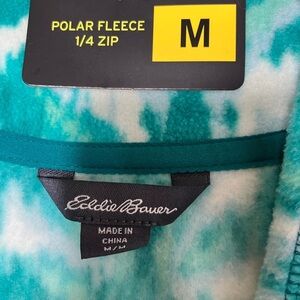 POLAR FLEECE
1/4 ZIP
M
Eddie Bauer
MADE IN
CHINA
M/M